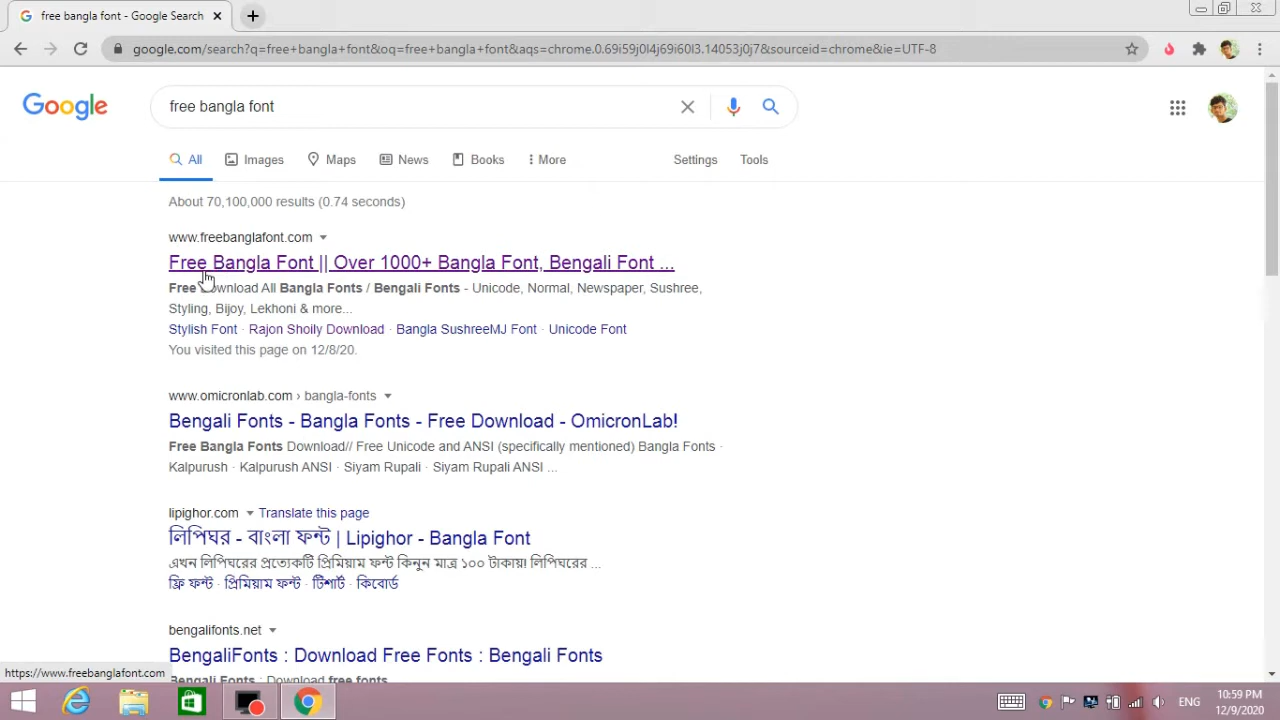 free bangla font - Google Search
google.com/search?q=free+bangla+font&oq=free+bangla+font&aqs=chrome.0.69i59j0l4j69i60l3.14053j0j7&sourceid=chrome&ie=UTF-8
Google
free bangla font
All Images Maps News Books More Settings Tools
About 70,100,000 results (0.74 seconds)
www.freebanglafont.com
Free Bangla Font || Over 1000+ Bangla Font, Bengali Font ...
Free Download All Bangla Fonts / Bengali Fonts - Unicode, Normal, Newspaper, Sushree,
Styling, Bijoy, Lekhoni & more...
Stylish Font · Rajon Shoily Download · Bangla SushreeMJ Font · Unicode Font
You visited this page on 12/8/20.
www.omicronlab.com › bangla-fonts
Bengali Fonts - Bangla Fonts - Free Download - OmicronLab!
Free Bangla Fonts Download// Free Unicode and ANSI (specifically mentioned) Bangla Fonts ·
Kalpurush · Kalpurush ANSI · Siyam Rupali · Siyam Rupali ANSI ...
lipighor.com Translate this page
লিপিঘর - বাংলা ফন্ট | Lipighor - Bangla Font
এখন লিপিঘরের প্রত্যেকটি প্রিমিয়াম ফন্ট কিনুন মাত্র ১০০ টাকায়! লিপিঘরের ...
ফ্রি ফন্ট · প্রিমিয়াম ফন্ট · টিশার্ট · কিবোর্ড
bengalifonts.net
BengaliFonts : Download Free Fonts : Bengali Fonts
Bengali Fonts : Download free fonts
https://www.freebanglafont.com
ENG
10:59 PM
12/9/2020